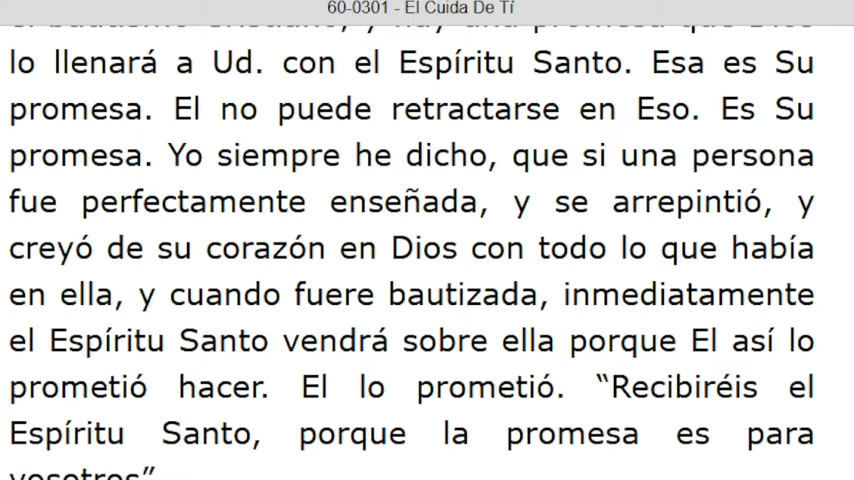 60-0301 - El Cuida De Tí
lo llenará a Ud. con el Espíritu Santo. Esa es Su
promesa. El no puede retractarse en Eso. Es Su
promesa. Yo siempre he dicho, que si una persona
fue perfectamente enseñada, y se arrepintió, y
creyó de su corazón en Dios con todo lo que había
en ella, y cuando fuere bautizada, inmediatamente
el Espíritu Santo vendrá sobre ella porque El así lo
prometió hacer. El lo prometió. “Recibiréis el
Espíritu Santo, porque la promesa es para
vosotros”